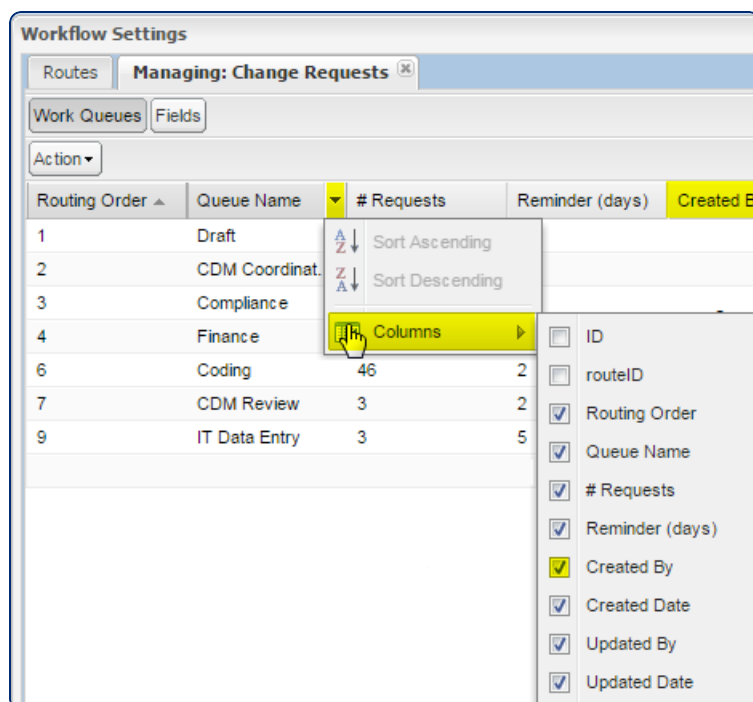 Workflow Settings
Routes Managing: Change Requests
Work Queues Fields
Action
Routing Order Queue Name # Requests Reminder (days) Created B
1 Draft
2 CDM Coordinat.
3 Compliance
4 Finance
6 Coding 46 2
7 CDM Review 3 2
9 IT Data Entry 3 5
A Z Sort Ascending
Z A Sort Descending
Columns
ID
routeID
Routing Order
Queue Name
# Requests
Reminder (days)
Created By
Created Date
Updated By
Updated Date